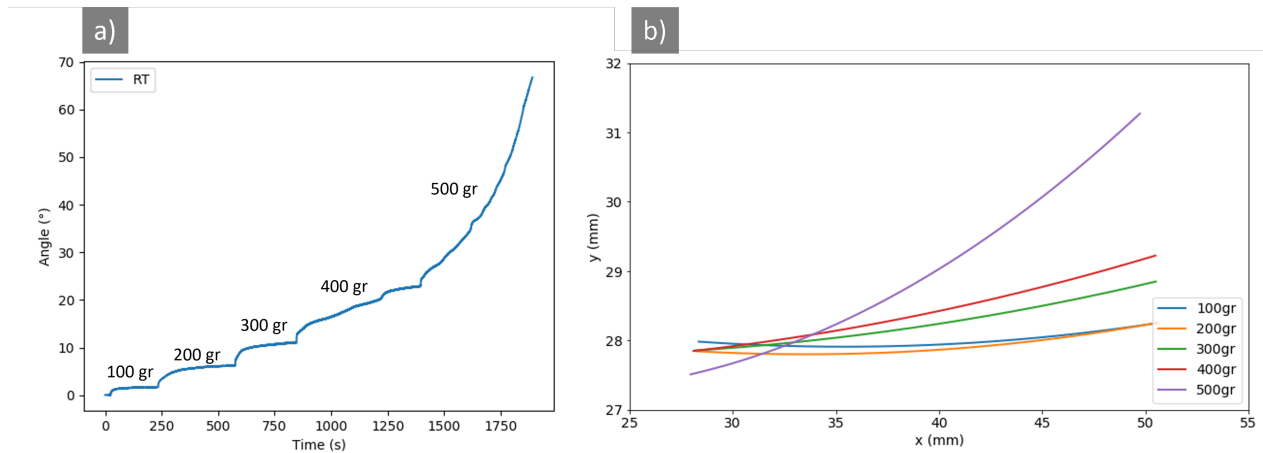 a)
70
60
50
40
30
20
10
0
Angle (°)
RT
100 gr
200 gr
300 gr
400 gr
500 gr
0
250
500
750
1000
1250
1500
1750
Time (s)
b)
32
31
30
29
28
27
y (mm)
100gr
200gr
300gr
400gr
500gr
25
30
35
40
45
50
55
x (mm)